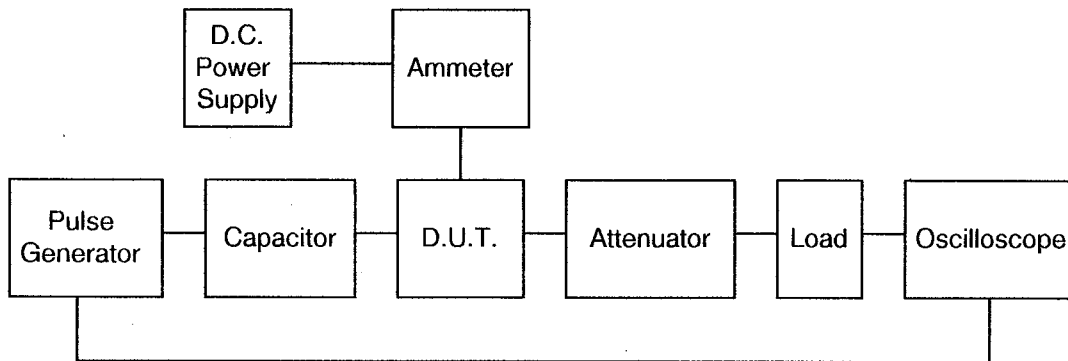 D.C.
Power
Supply
Ammeter
Pulse
Generator
Capacitor
D.U.T.
Attenuator
Load
Oscilloscope